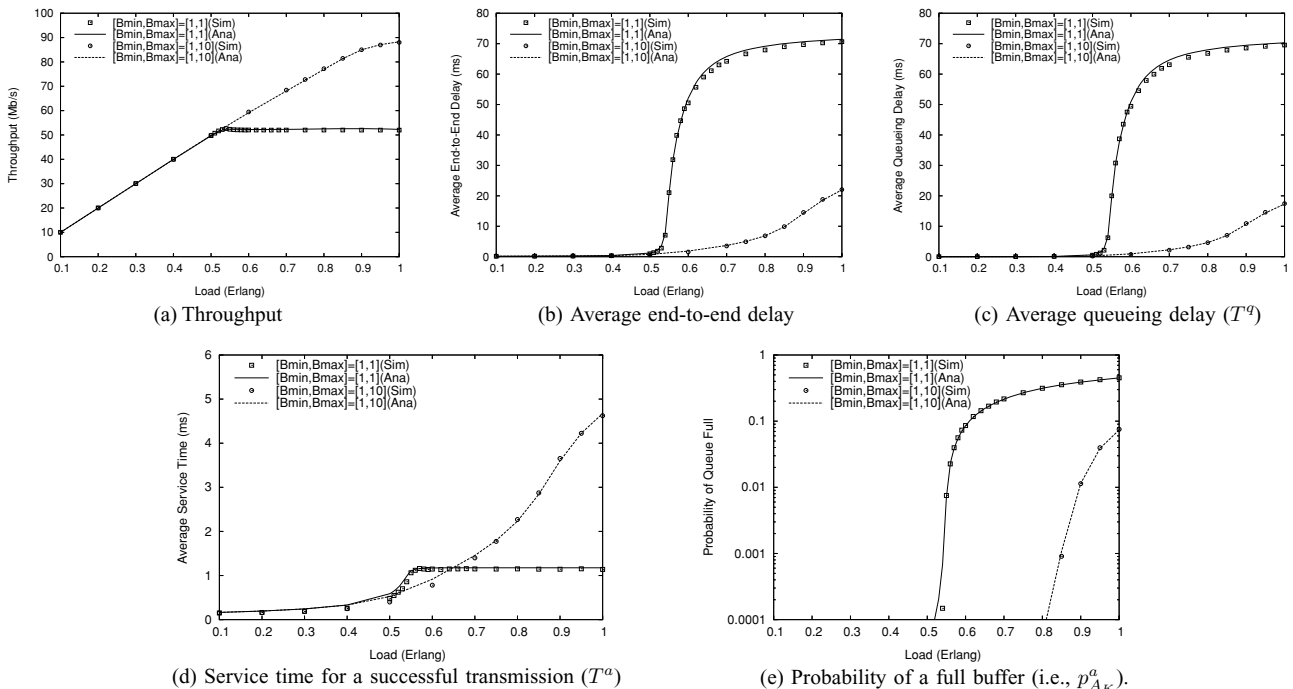 [Bmin,Bmax]=[1,1](Sim)
[Bmin,Bmax]=[1,1](Ana)
[Bmin,Bmax]=[1,10](Sim)
[Bmin,Bmax]=[1,10](Ana)
Throughput (Mb/s)
100
90
80
70
60
50
40
30
20
10
0
0.1 0.2 0.3 0.4 0.5 0.6 0.7 0.8 0.9 1
Load (Erlang)
(a) Throughput
[Bmin,Bmax]=[1,1](Sim)
[Bmin,Bmax]=[1,1](Ana)
[Bmin,Bmax]=[1,10](Sim)
[Bmin,Bmax]=[1,10](Ana)
Average End-to-End Delay (ms)
80
70
60
50
40
30
20
10
0
0.1 0.2 0.3 0.4 0.5 0.6 0.7 0.8 0.9 1
Load (Erlang)
(b) Average end-to-end delay
[Bmin,Bmax]=[1,1](Sim)
[Bmin,Bmax]=[1,1](Ana)
[Bmin,Bmax]=[1,10](Sim)
[Bmin,Bmax]=[1,10](Ana)
Average Queueing Delay (ms)
80
70
60
50
40
30
20
10
0
0.1 0.2 0.3 0.4 0.5 0.6 0.7 0.8 0.9 1
Load (Erlang)
(c) Average queueing delay (T^q)
[Bmin,Bmax]=[1,1](Sim)
[Bmin,Bmax]=[1,1](Ana)
[Bmin,Bmax]=[1,10](Sim)
[Bmin,Bmax]=[1,10](Ana)
Average Service Time (ms)
6
5
4
3
2
1
0
0.1 0.2 0.3 0.4 0.5 0.6 0.7 0.8 0.9 1
Load (Erlang)
(d) Service time for a successful transmission (T^a)
[Bmin,Bmax]=[1,1](Sim)
[Bmin,Bmax]=[1,1](Ana)
[Bmin,Bmax]=[1,10](Sim)
[Bmin,Bmax]=[1,10](Ana)
Probability of Queue Full
1
0.1
0.01
0.001
0.0001
0.1 0.2 0.3 0.4 0.5 0.6 0.7 0.8 0.9 1
Load (Erlang)
(e) Probability of a full buffer (i.e., p^a_{A_K}).